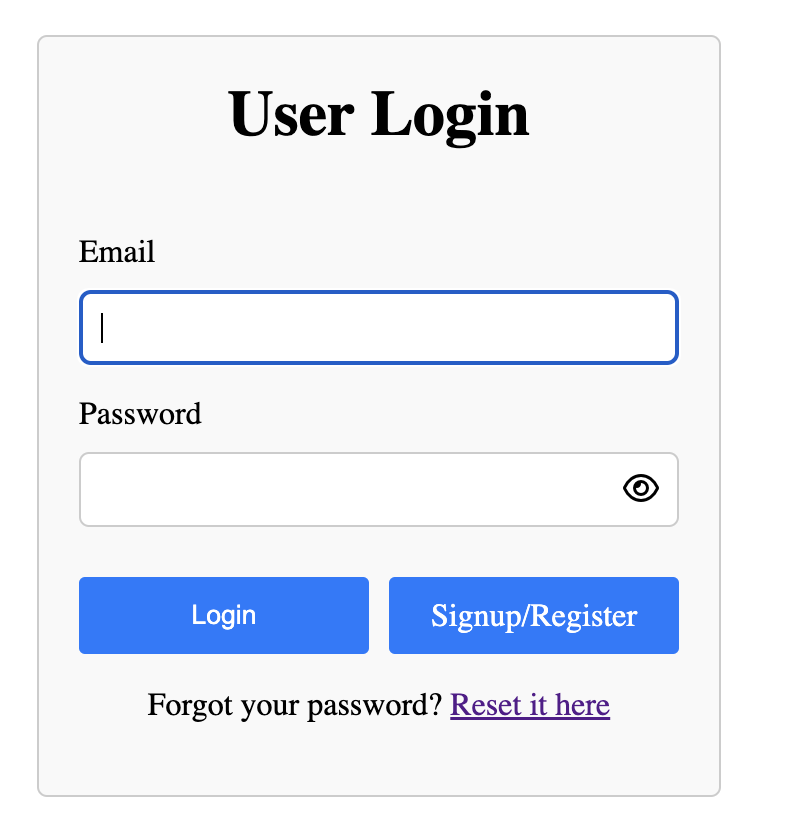 User Login
Email
Password
Login Signup/Register
Forgot your password? Reset it here